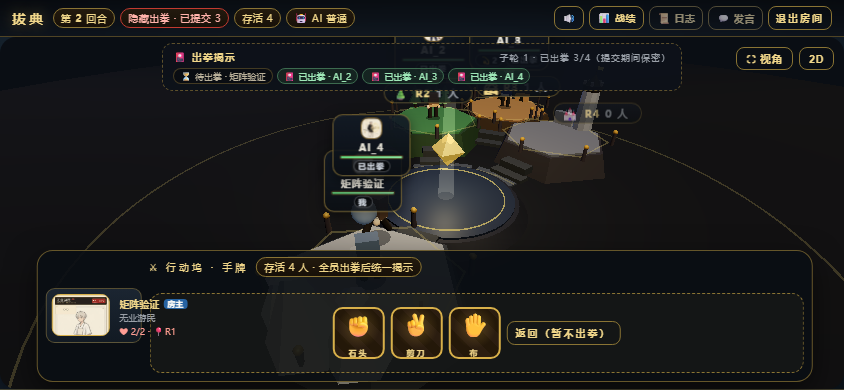 拔典 第 2 回合 隐藏出拳 · 已提交 3 存活 4 AI 普通 战绩 日志 发言 退出房间
出拳揭示 子轮 1 · 已出拳 3/4（提交期间保密）
待出拳 · 矩阵验证 已出拳 · AI_2 已出拳 · AI_3 已出拳 · AI_4
视角 2D
AI_2
R2 1 人
R4 0 人
AI_4
已出拳
矩阵验证
我
行动坞 · 手牌 存活 4 人 · 全员出拳后统一揭示
矩阵验证 房主
无业游民
2/2 · R1
石头 剪刀 布 返回（暂不出拳）